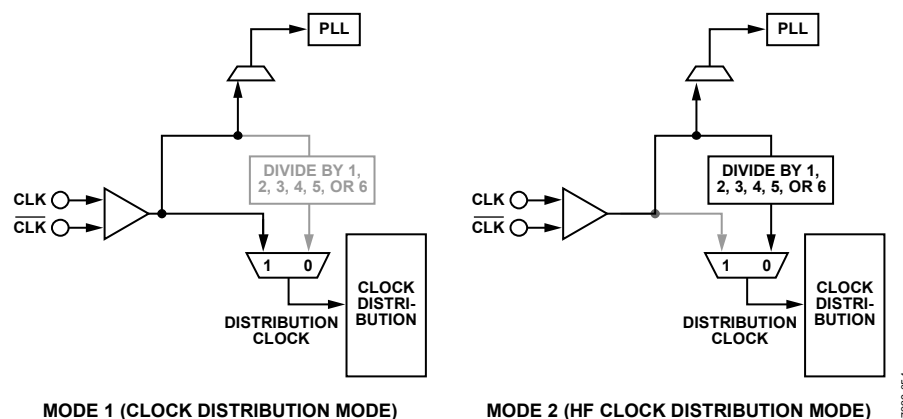 PLL
DIVIDE BY 1,
2, 3, 4, 5, OR 6
CLK
CLK
1 0
CLOCK
DISTRI-
BUTION
DISTRIBUTION
CLOCK
MODE 1 (CLOCK DISTRIBUTION MODE)
PLL
DIVIDE BY 1,
2, 3, 4, 5, OR 6
CLK
CLK
1 0
CLOCK
DISTRI-
BUTION
DISTRIBUTION
CLOCK
MODE 2 (HF CLOCK DISTRIBUTION MODE)